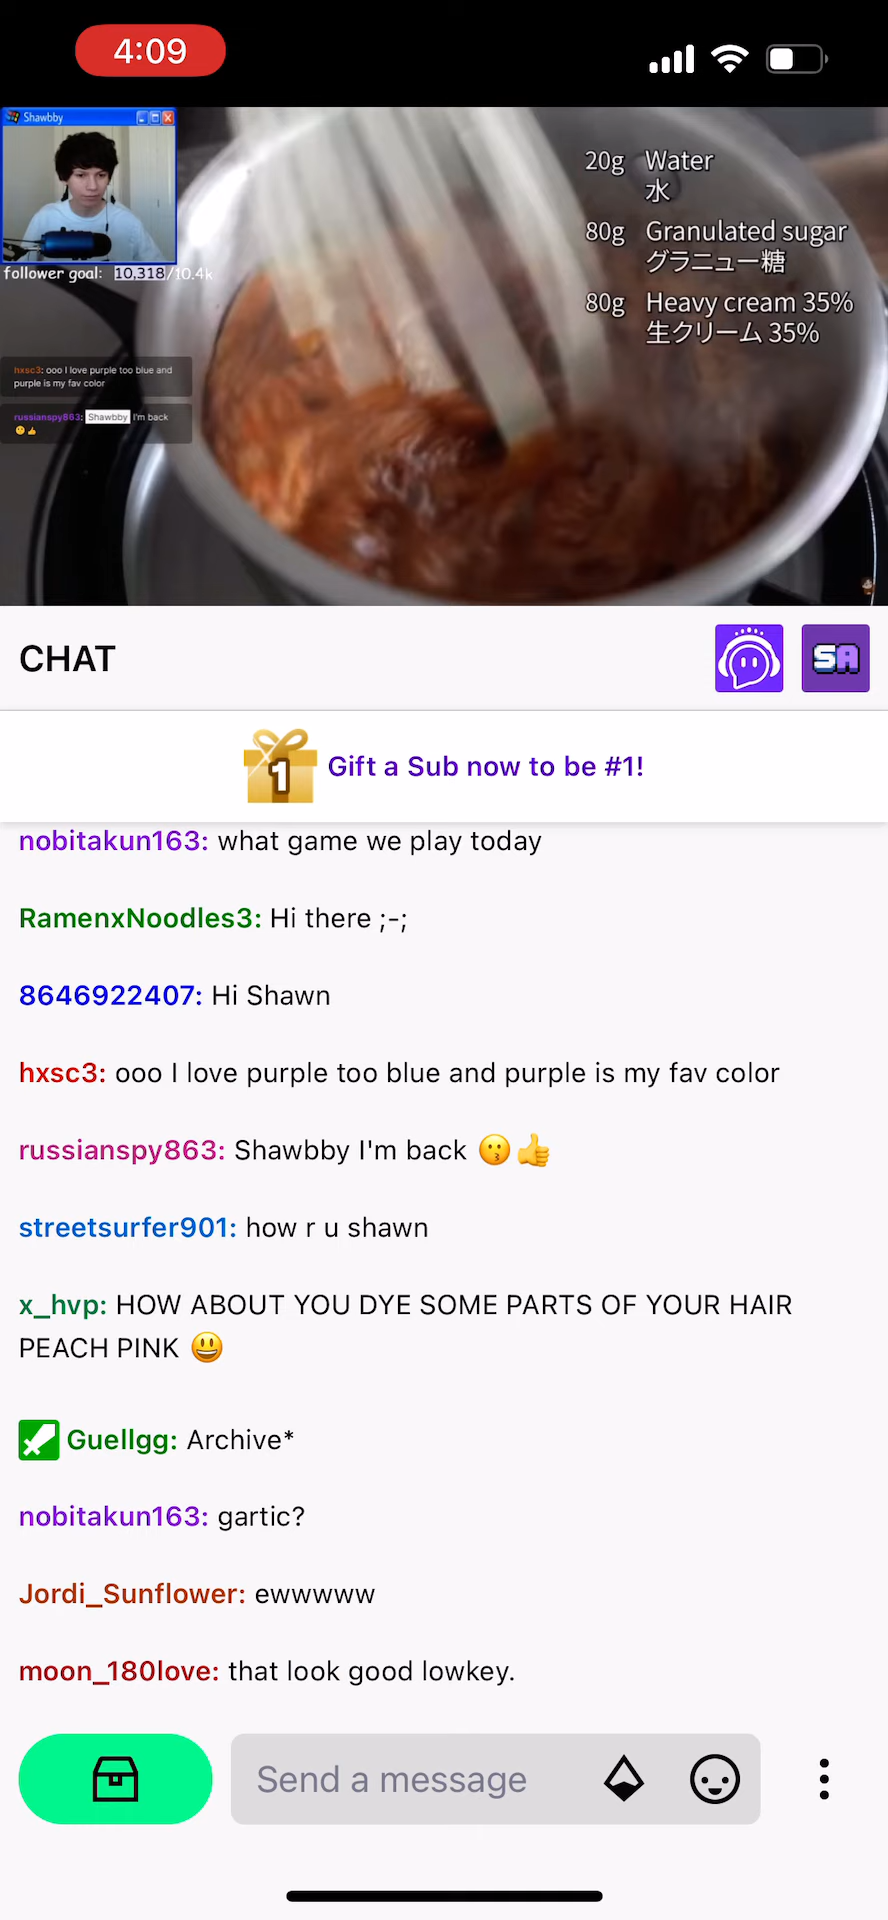 4:09
Shawbby
20g Water
水
80g Granulated sugar
グラニュー糖
80g Heavy cream 35%
生クリーム 35%
follower goal: 10,318/10.4k
hxsc3: ooo I love purple too blue and
purple is my fav color
russianspy863: Shawbby I'm back
😗👍
CHAT
SA
1 Gift a Sub now to be #1!
nobitakun163: what game we play today
RamenxNoodles3: Hi there ;-;
8646922407: Hi Shawn
hxsc3: ooo I love purple too blue and purple is my fav color
russianspy863: Shawbby I'm back 😗👍
streetsurfer901: how r u shawn
x_hvp: HOW ABOUT YOU DYE SOME PARTS OF YOUR HAIR
PEACH PINK 😃
Guellgg: Archive*
nobitakun163: gartic?
Jordi_Sunflower: ewwwww
moon_180love: that look good lowkey.
Send a message